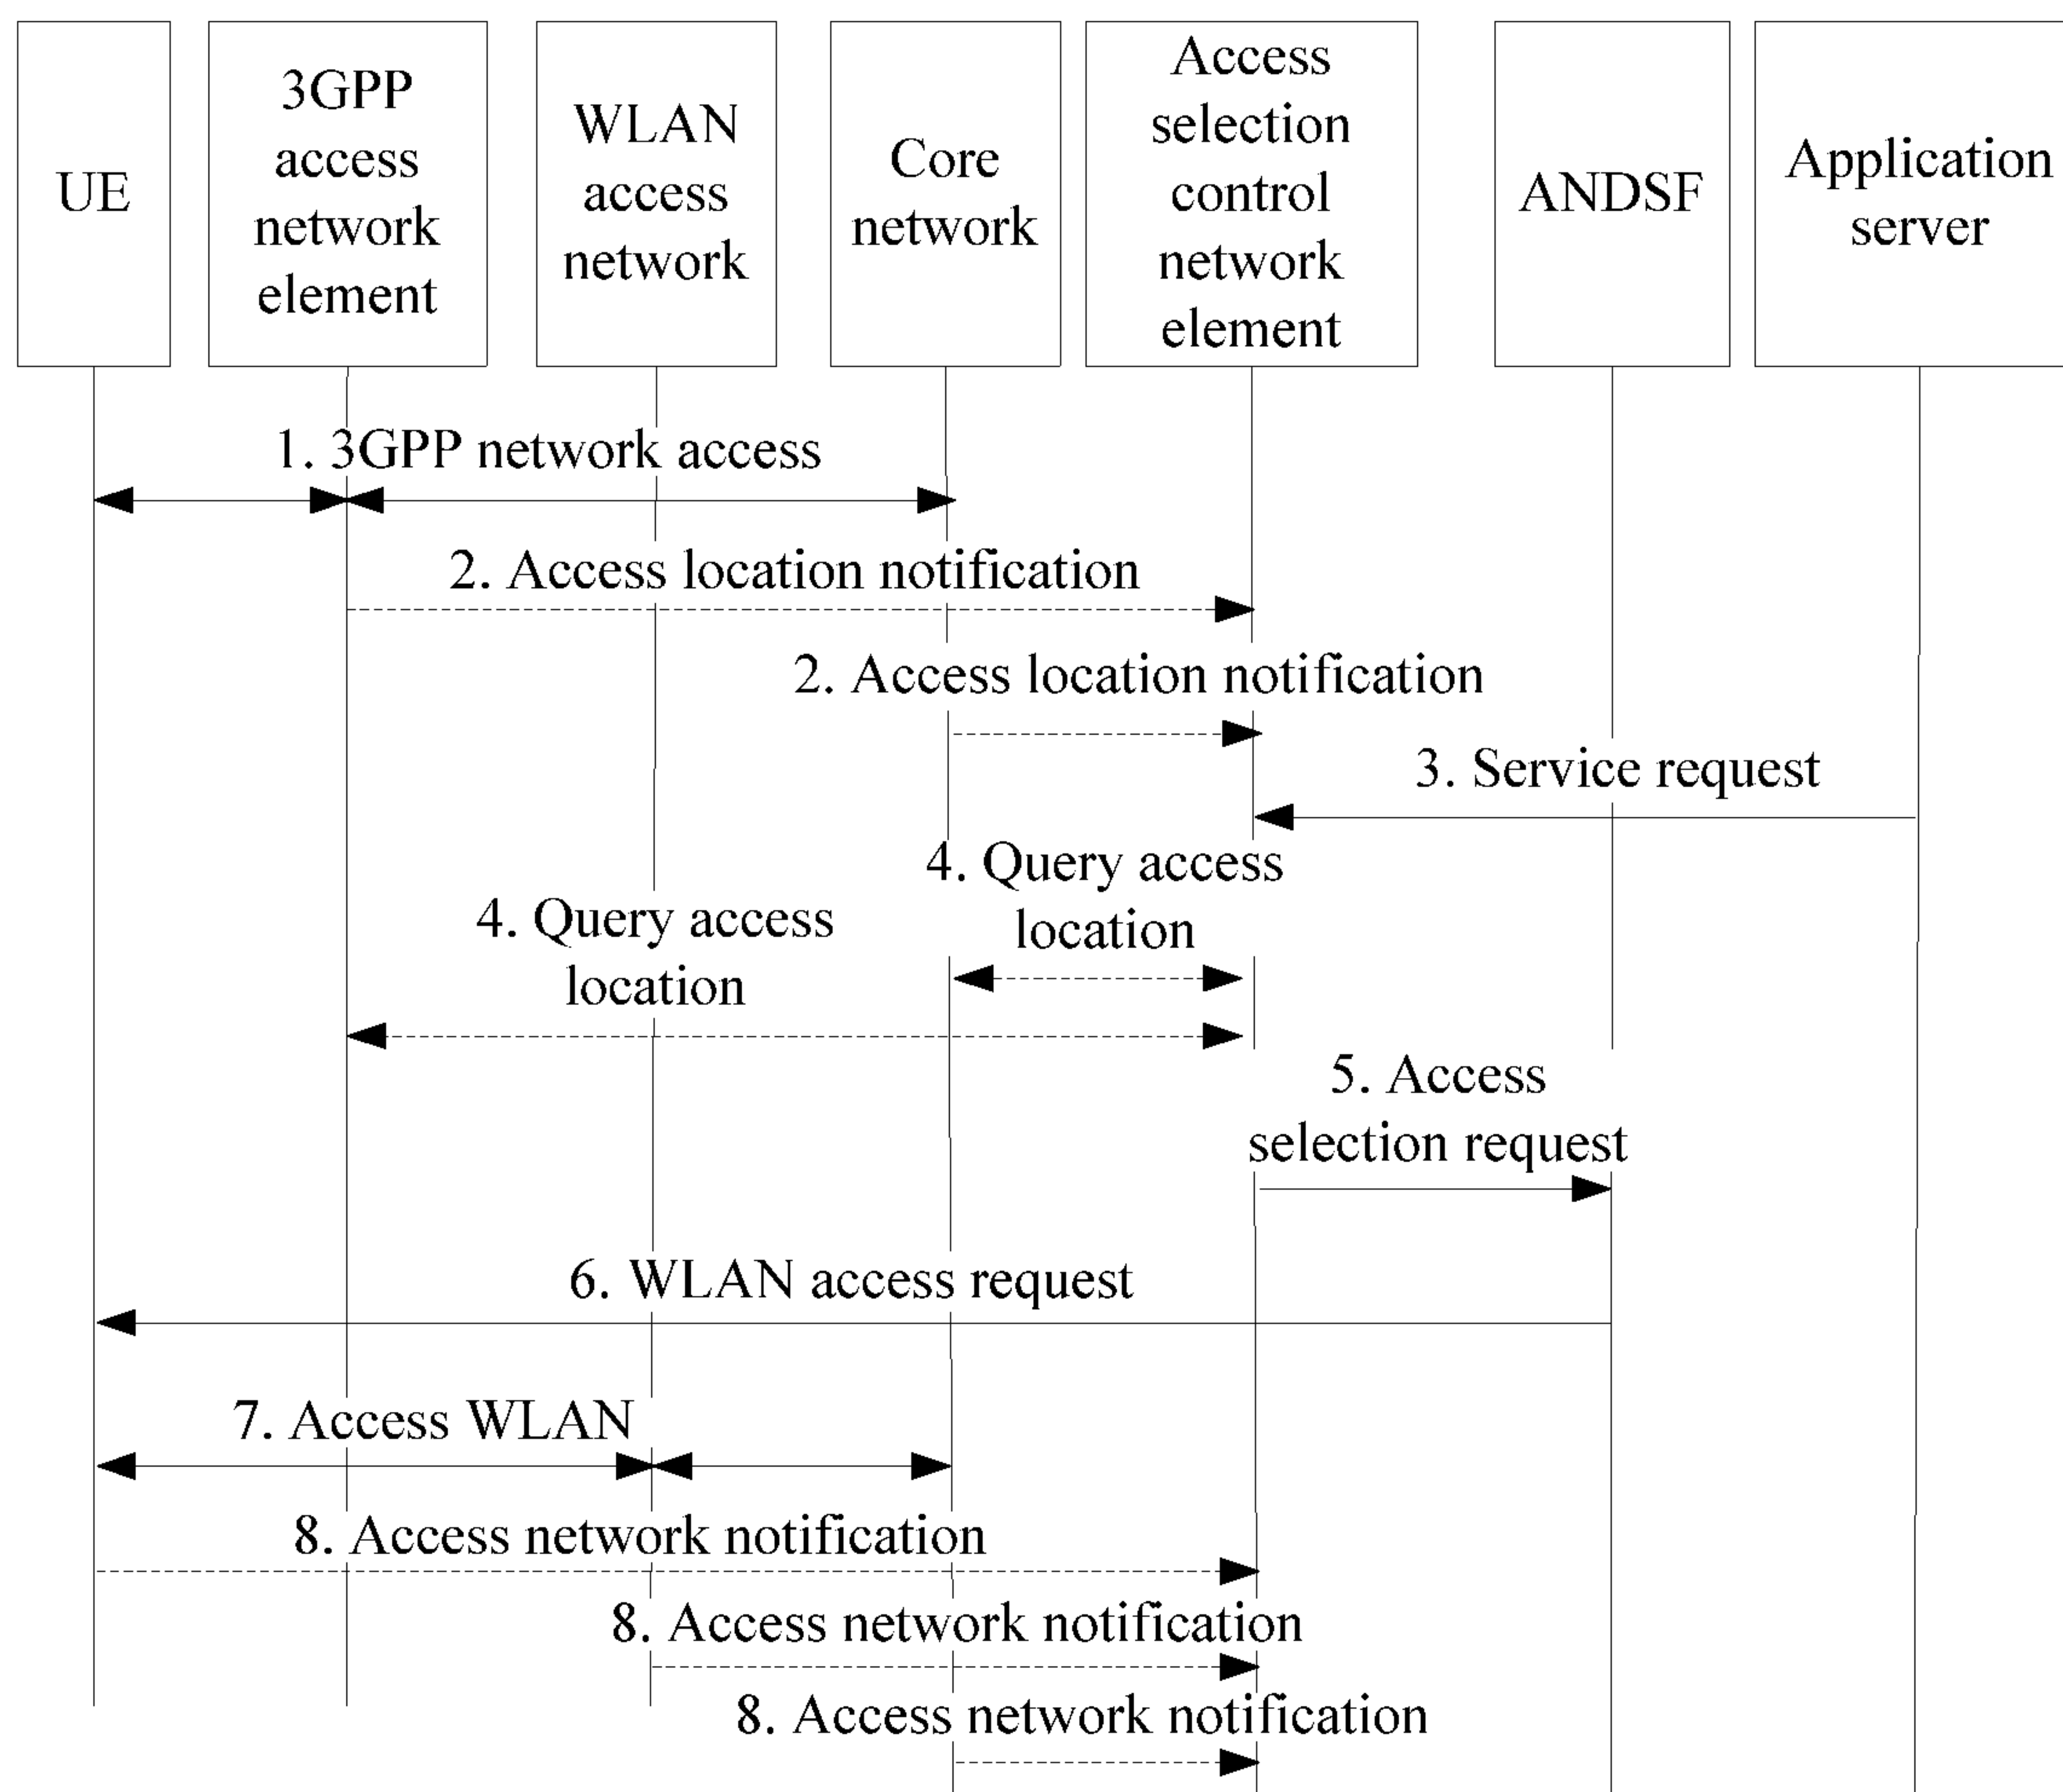 UE
3GPP
access
network
element
WLAN
access
network
Core
network
Access
selection
control
network
element
ANDSF
Application
server
1. 3GPP network access
2. Access location notification
2. Access location notification
3. Service request
4. Query access
location
4. Query access
location
5. Access
selection request
6. WLAN access request
7. Access WLAN
8. Access network notification
8. Access network notification
8. Access network notification